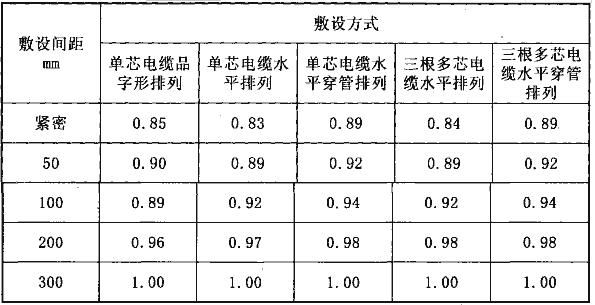 敷设间距
mm
敷设方式
单芯电缆品
字形排列
单芯电缆水
平排列
单芯电缆水
平穿管排列
三根多芯电
缆水平排列
三根多芯电
缆水平穿管
排列
紧密 0.85 0.83 0.89 0.84 0.89
50 0.90 0.89 0.92 0.89 0.92
100 0.89 0.92 0.94 0.92 0.94
200 0.96 0.97 0.98 0.98 0.98
300 1.00 1.00 1.00 1.00 1.00